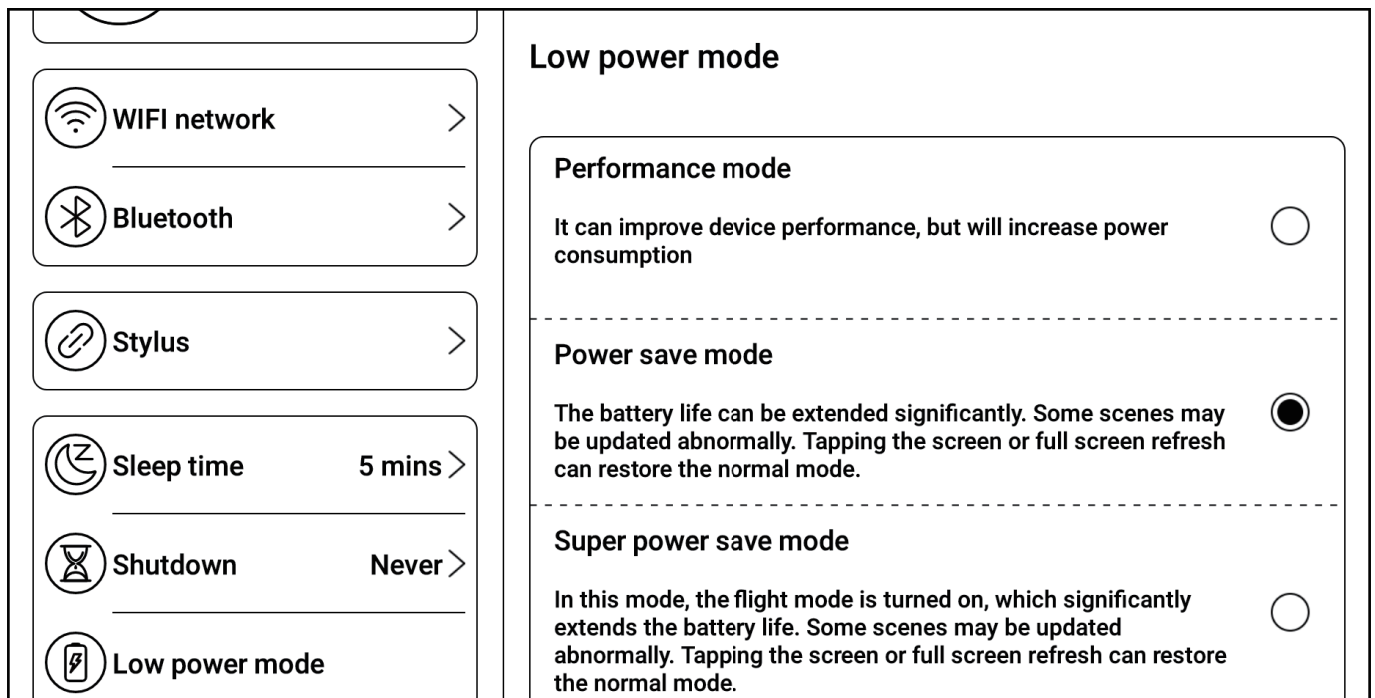 WIFI network
Bluetooth
Stylus
Sleep time 5 mins
Shutdown Never
Low power mode
Low power mode
Performance mode
It can improve device performance, but will increase power
consumption
Power save mode
The battery life can be extended significantly. Some scenes may
be updated abnormally. Tapping the screen or full screen refresh
can restore the normal mode.
Super power save mode
In this mode, the flight mode is turned on, which significantly
extends the battery life. Some scenes may be updated
abnormally. Tapping the screen or full screen refresh can restore
the normal mode.